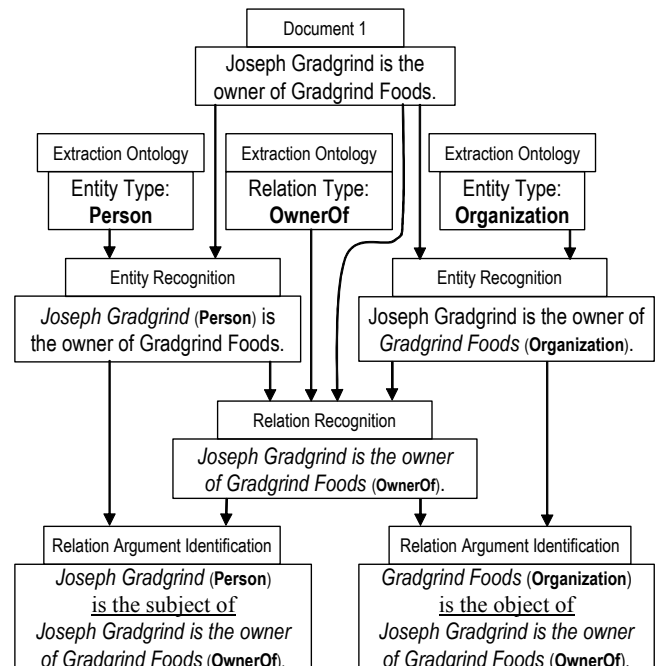 Document 1
Joseph Gradgrind is the
owner of Gradgrind Foods.
Extraction Ontology
Entity Type:
Person
Extraction Ontology
Relation Type:
OwnerOf
Extraction Ontology
Entity Type:
Organization
Entity Recognition
Joseph Gradgrind (Person) is
the owner of Gradgrind Foods.
Entity Recognition
Joseph Gradgrind is the owner of
Gradgrind Foods (Organization).
Relation Recognition
Joseph Gradgrind is the owner
of Gradgrind Foods (OwnerOf).
Relation Argument Identification
Joseph Gradgrind (Person)
is the subject of
Joseph Gradgrind is the owner
of Gradgrind Foods (OwnerOf).
Relation Argument Identification
Gradgrind Foods (Organization)
is the object of
Joseph Gradgrind is the owner
of Gradgrind Foods (OwnerOf).